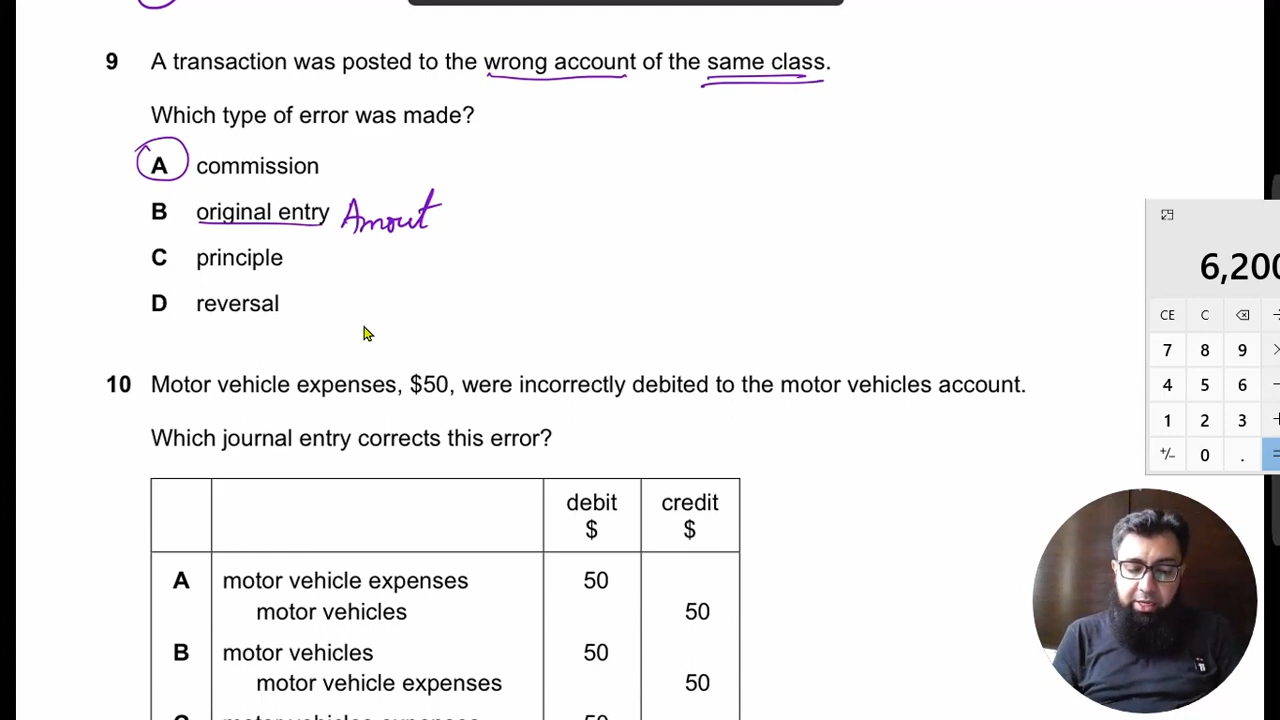 9 A transaction was posted to the wrong account of the same class.
Which type of error was made?
A commission
B original entry Amout
C principle
D reversal
6,200
CE C
7 8 9
4 5 6
1 2 3 +
+/- 0 . =
10 Motor vehicle expenses, $50, were incorrectly debited to the motor vehicles account.
Which journal entry corrects this error?
debit credit
$ $
A motor vehicle expenses 50
motor vehicles 50
B motor vehicles 50
motor vehicle expenses 50